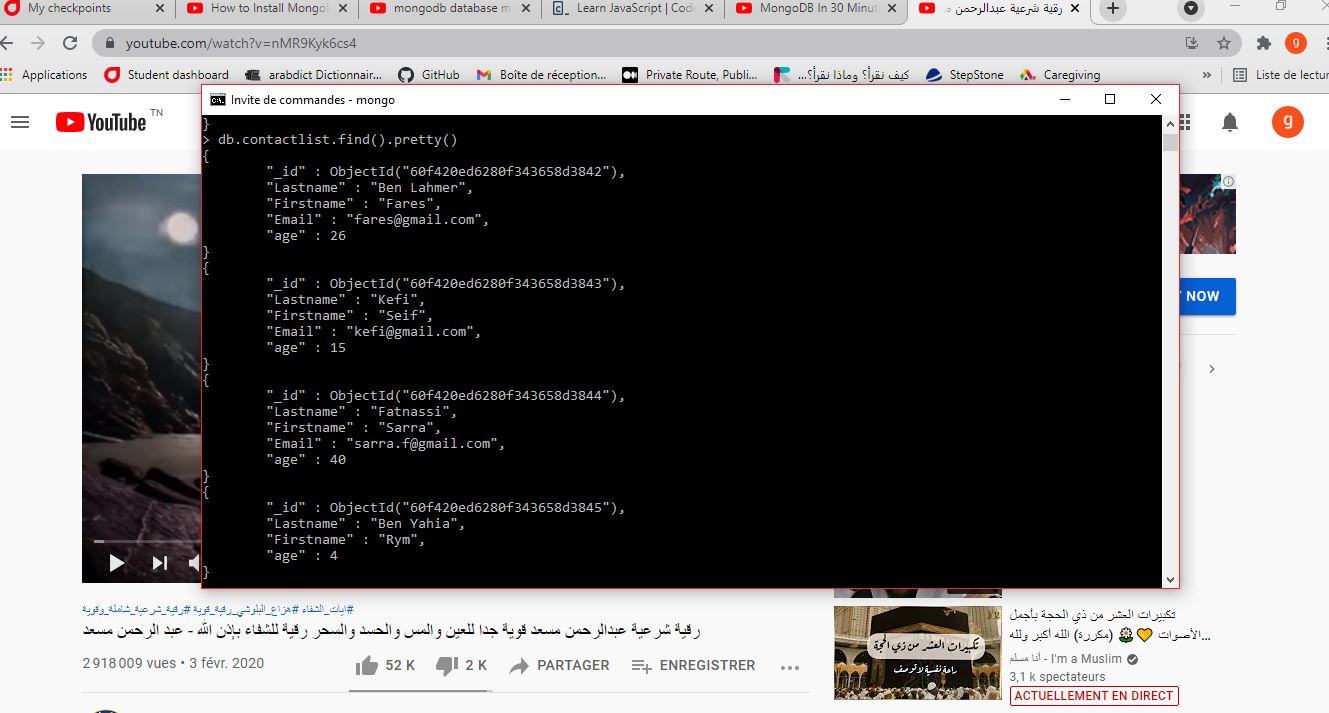 My checkpoints
How to Install Mongo
mongodb database m
Learn JavaScript | Cod
MongoDB In 30 Minut
رقية شرعية عبدالرحمن م
youtube.com/watch?v=nMR9Kyk6cs4
g
Applications
Student dashboard
arabdict Dictionnair...
GitHub
Boîte de réception...
Private Route, Publi...
كيف نقرأ؟ وماذا نقرأ؟...
StepStone
Caregiving
»
Liste de lectur
Invite de commandes - mongo
YouTube TN
g
}
> db.contactlist.find().pretty()
{
"_id" : ObjectId("60f420ed6280f343658d3842"),
"Lastname" : "Ben Lahmer",
"Firstname" : "Fares",
"Email" : "fares@gmail.com",
"age" : 26
}
{
"_id" : ObjectId("60f420ed6280f343658d3843"),
"Lastname" : "Kefi",
"Firstname" : "Seif",
"Email" : "kefi@gmail.com",
"age" : 15
}
{
"_id" : ObjectId("60f420ed6280f343658d3844"),
"Lastname" : "Fatnassi",
"Firstname" : "Sarra",
"Email" : "sarra.f@gmail.com",
"age" : 40
}
{
"_id" : ObjectId("60f420ed6280f343658d3845"),
"Lastname" : "Ben Yahia",
"Firstname" : "Rym",
"age" : 4
}
NOW
#ايات_الشفاء #هزاع_البلوشي_رقية_قوية #رقية_شرعية_شاملة_وقوية
رقية شرعية عبدالرحمن مسعد قوية جدا للعين والمس والحسد والسحر رقية للشفاء بإذن الله - عبد الرحمن مسعد
2 918 009 vues • 3 févr. 2020
52 K
2 K
PARTAGER
ENREGISTRER
تكبيرات العشر من ذي الحجة
راحة نفسية لا توصف
تكبيرات العشر من ذي الحجة بأجمل
الأصوات 💛 🌼 (مكررة) الله أكبر ولله...
أنا مسلم - I'm a Muslim
3,1 k spectateurs
ACTUELLEMENT EN DIRECT